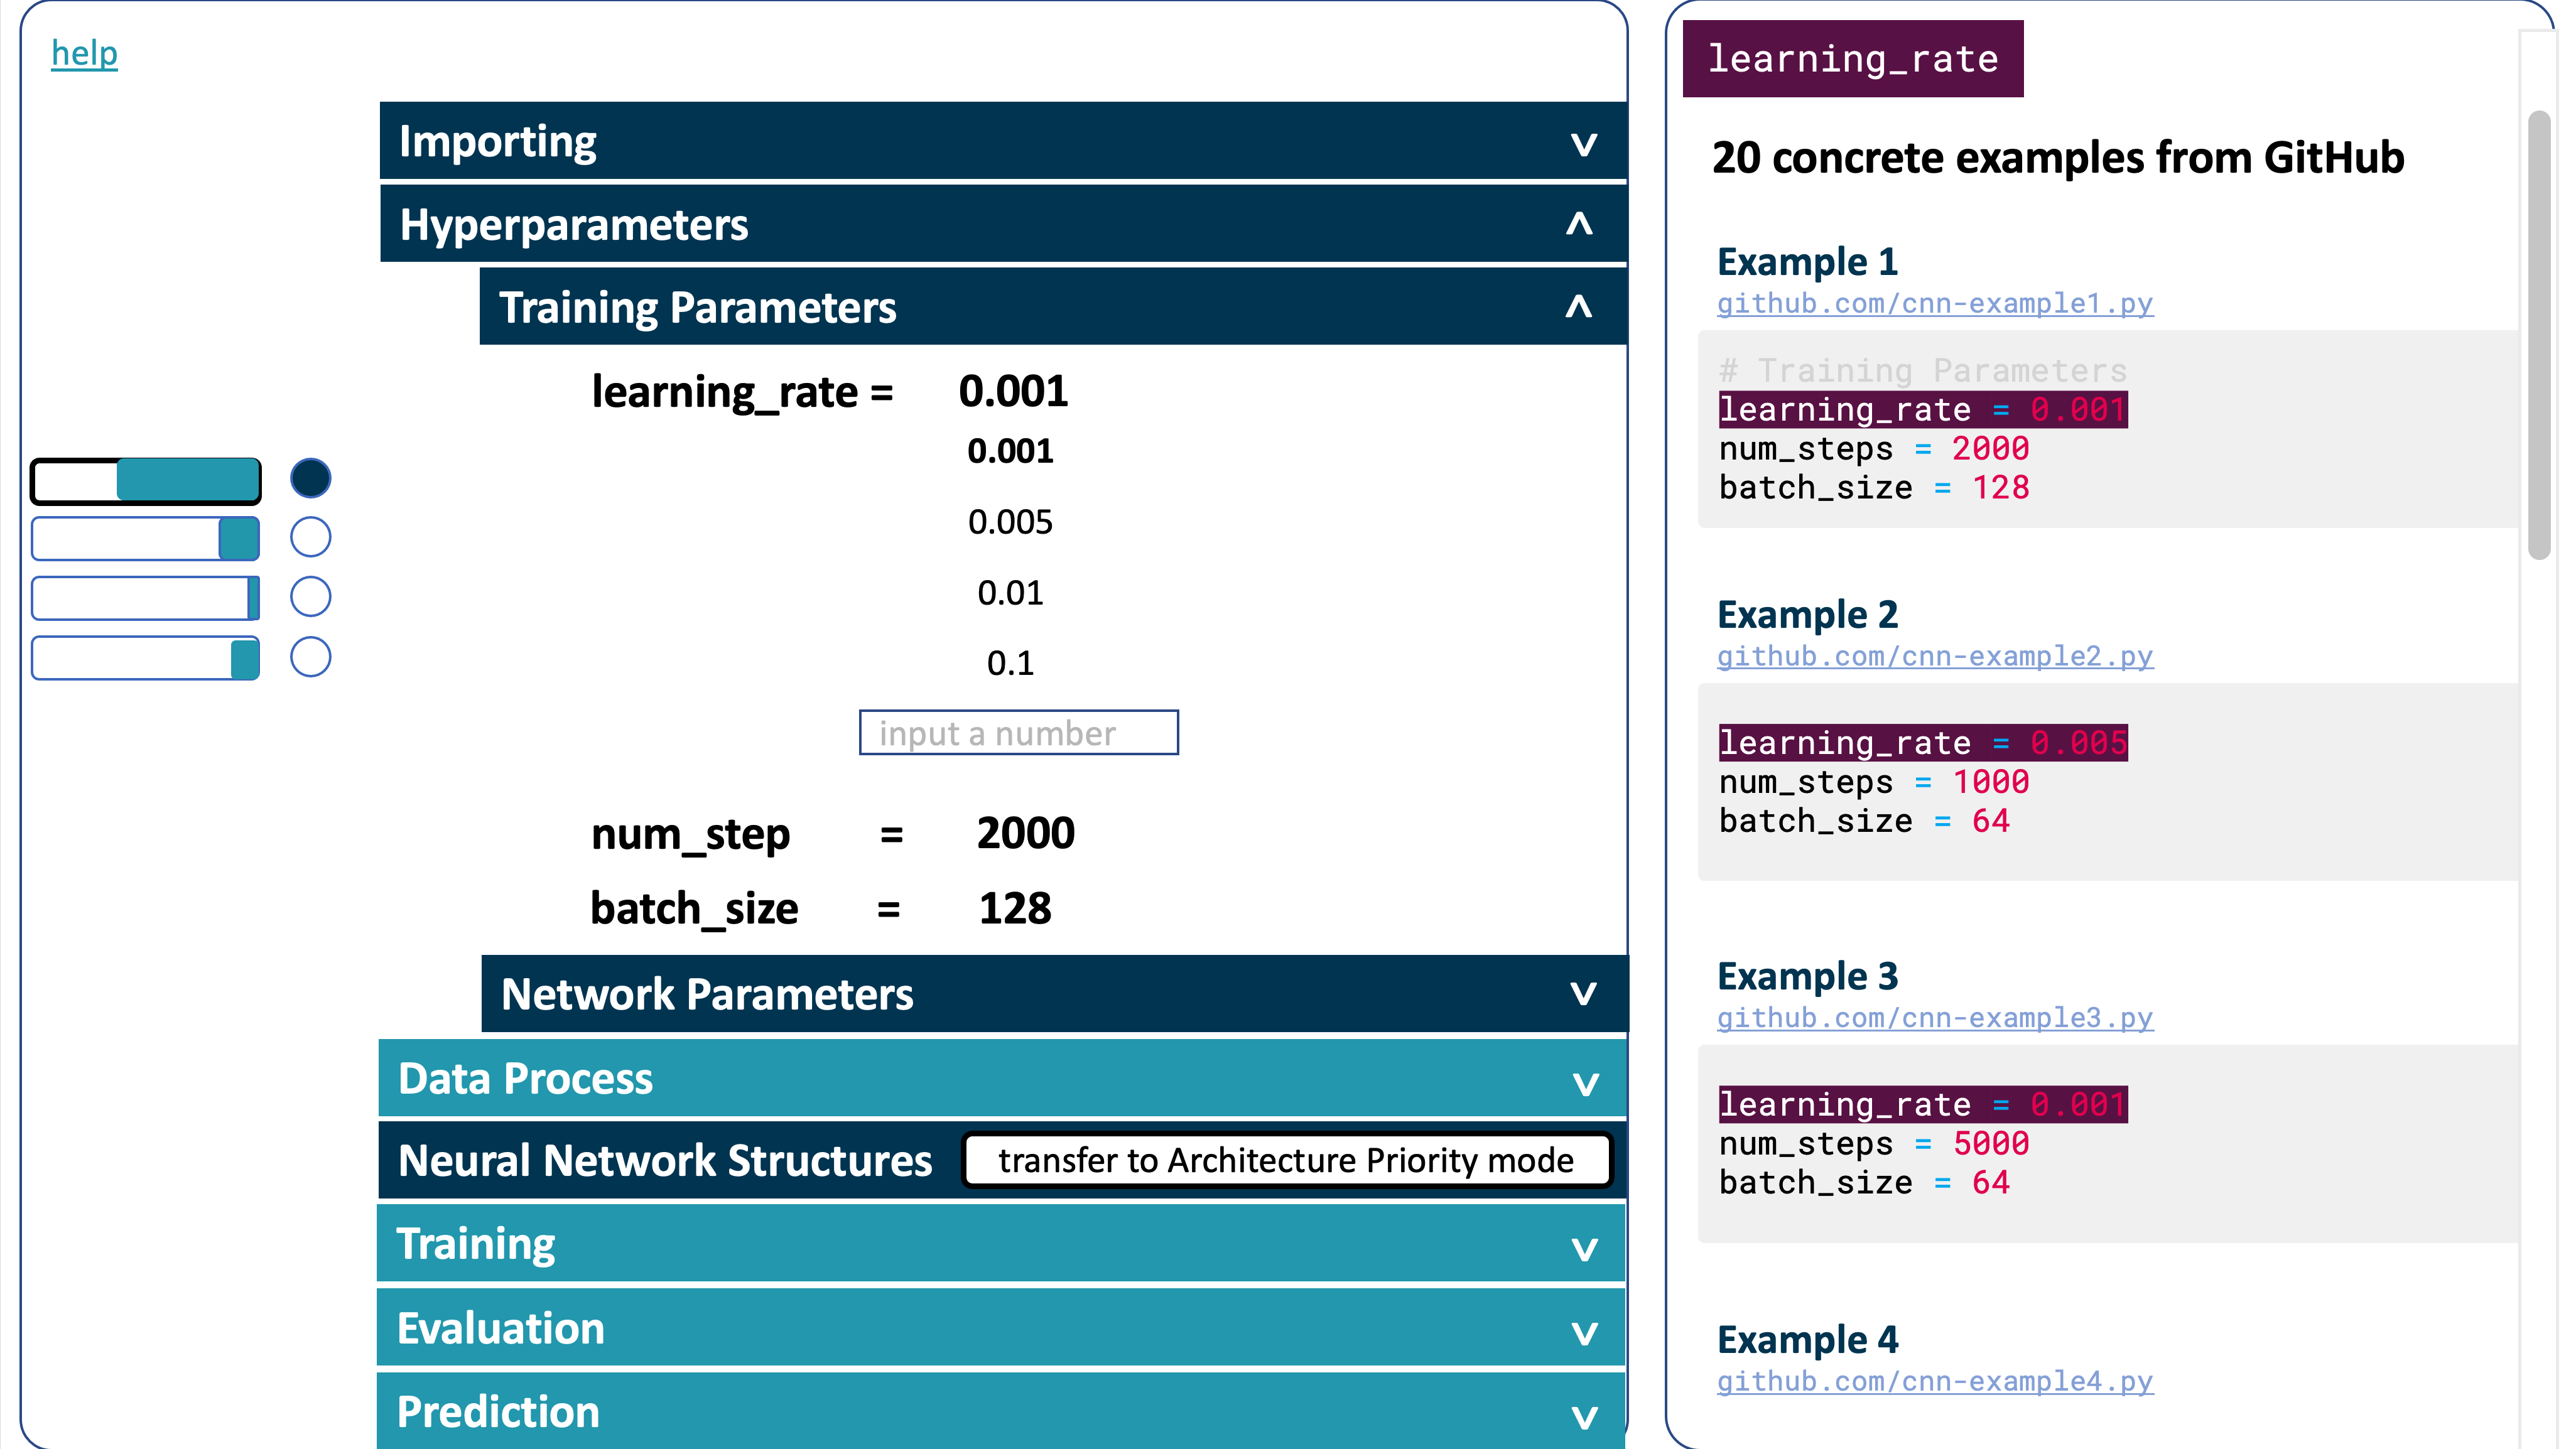 help
Importing
Hyperparameters
Training Parameters
learning_rate = 0.001
0.001
0.005
0.01
0.1
input a number
num_step = 2000
batch_size = 128
Network Parameters
Data Process
Neural Network Structures
transfer to Architecture Priority mode
Training
Evaluation
Prediction
learning_rate
20 concrete examples from GitHub
Example 1
github.com/cnn-example1.py
# Training Parameters
learning_rate = 0.001
num_steps = 2000
batch_size = 128
Example 2
github.com/cnn-example2.py
learning_rate = 0.005
num_steps = 1000
batch_size = 64
Example 3
github.com/cnn-example3.py
learning_rate = 0.001
num_steps = 5000
batch_size = 64
Example 4
github.com/cnn-example4.py